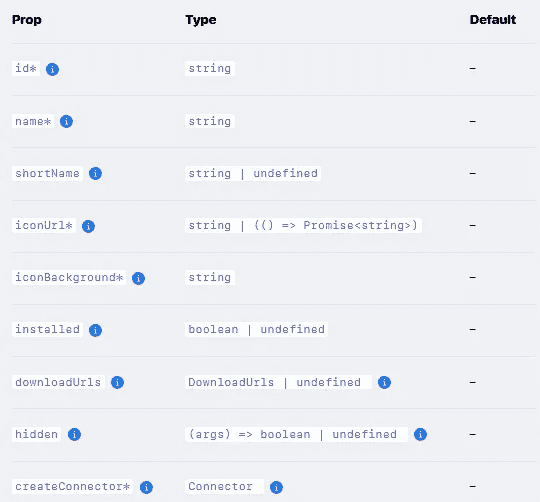 Prop Type Default
id* string –
name* string –
shortName string | undefined –
iconUrl* string | (() => Promise<string>) –
iconBackground* string –
installed boolean | undefined –
downloadUrls DownloadUrls | undefined –
hidden (args) => boolean | undefined –
createConnector* Connector –